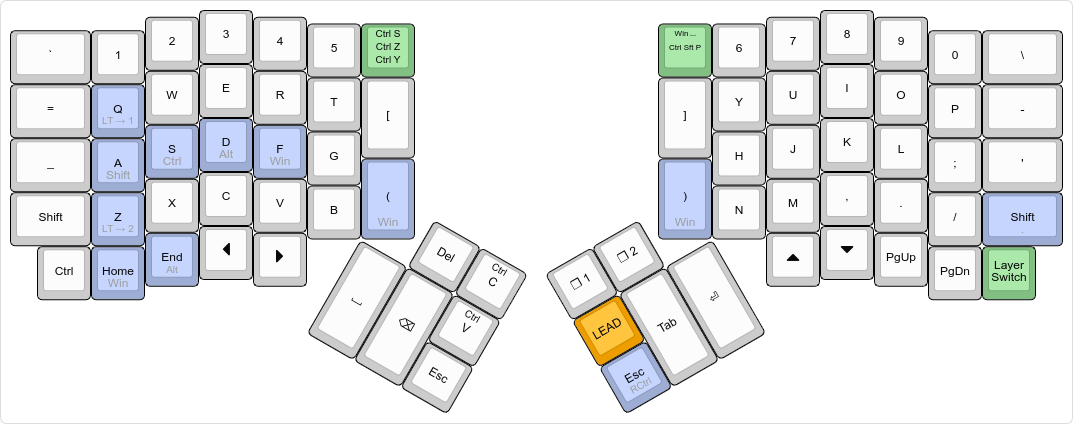 ` 1 2 3 4 5 Ctrl S
Ctrl Z
Ctrl Y
= Q W E R T [
LT → 1
_ A S D F G
Shift Ctrl Alt Win
Shift Z X C V B (
LT → 2 Win
Ctrl Home End ◀ ▶
Win Alt
Del Ctrl
C
⌫ Ctrl
V
Esc
Win ... 6 7 8 9 0 \
Ctrl Sft P
] Y U I O P -
H J K L ; '
) N M , . / Shift
Win .
▲ ▼ PgUp PgDn Layer
Switch
❐ 1 ❐ 2
LEAD Tab ⏎
Esc
RCtrl